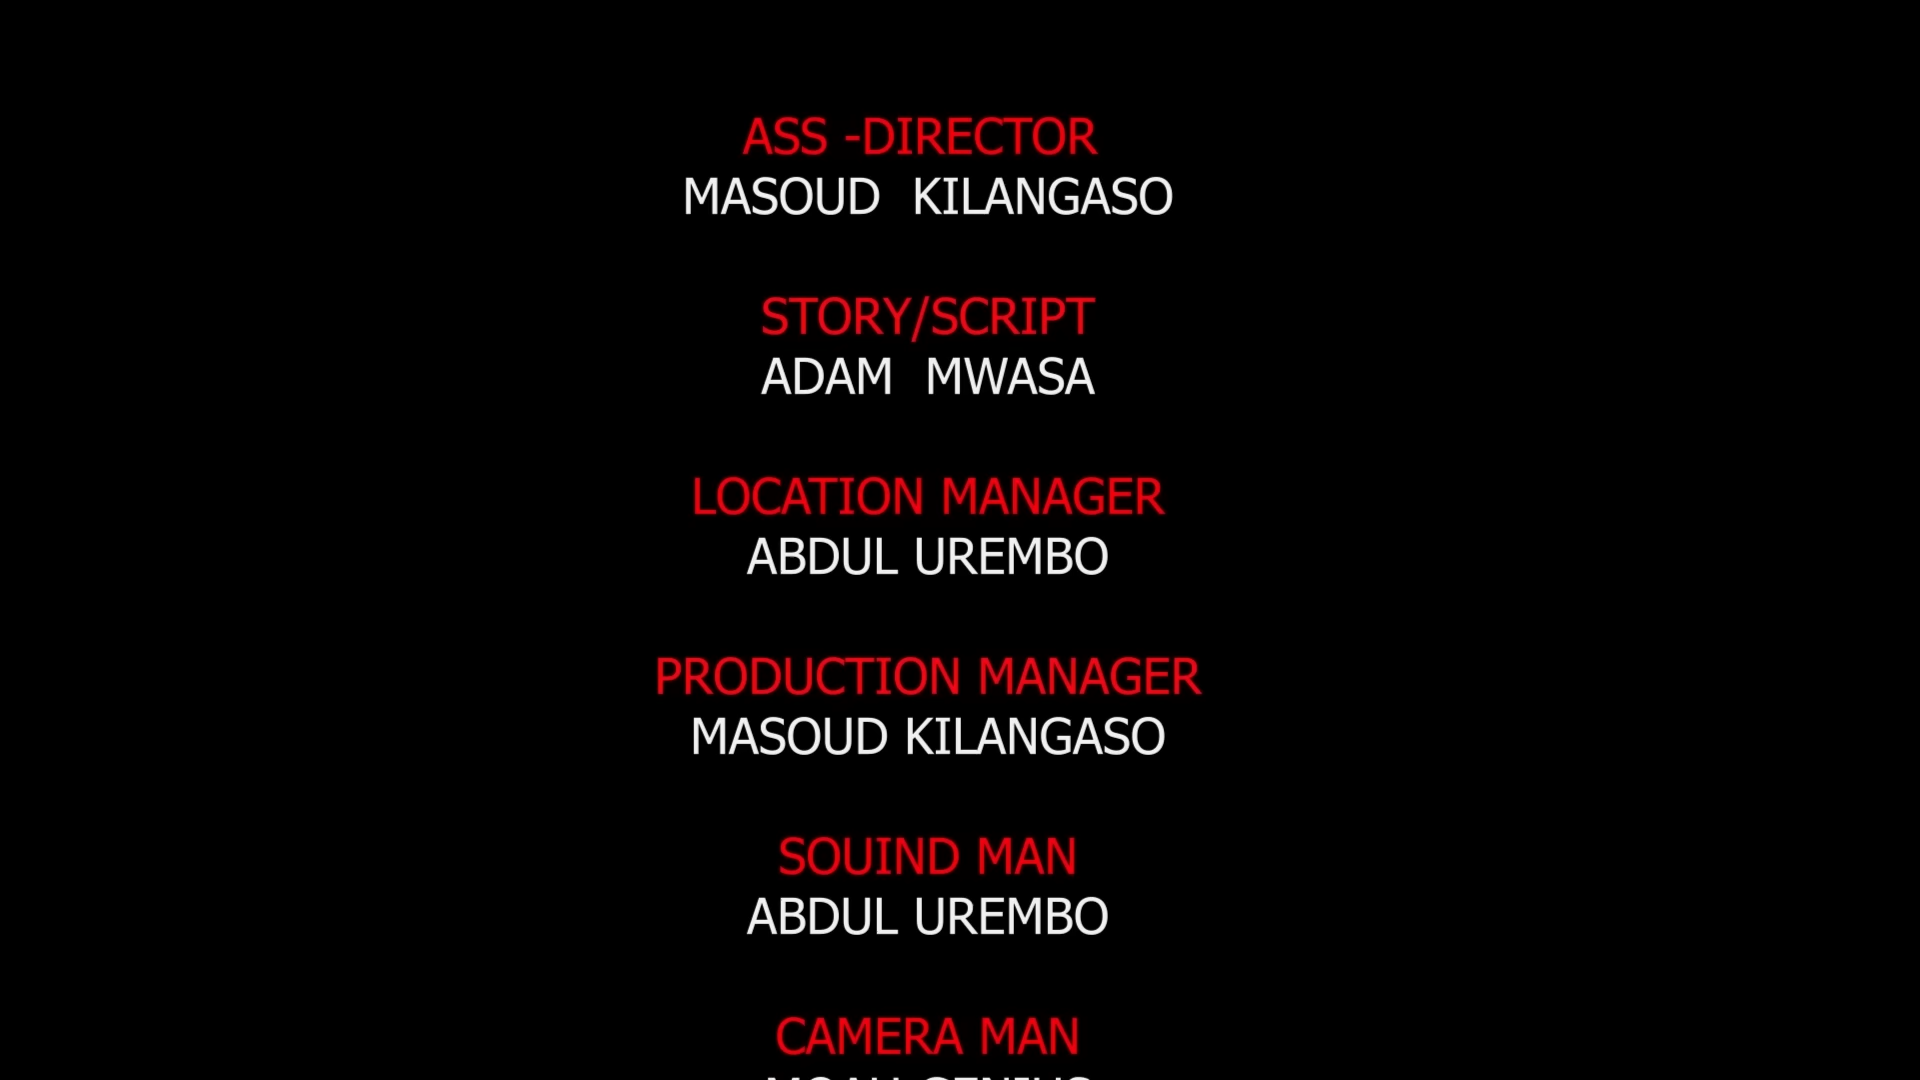 ASS -DIRECTOR
MASOUD  KILANGASO
STORY/SCRIPT
ADAM  MWASA
LOCATION MANAGER
ABDUL UREMBO
PRODUCTION MANAGER
MASOUD KILANGASO
SOUIND MAN
ABDUL UREMBO
CAMERA MAN